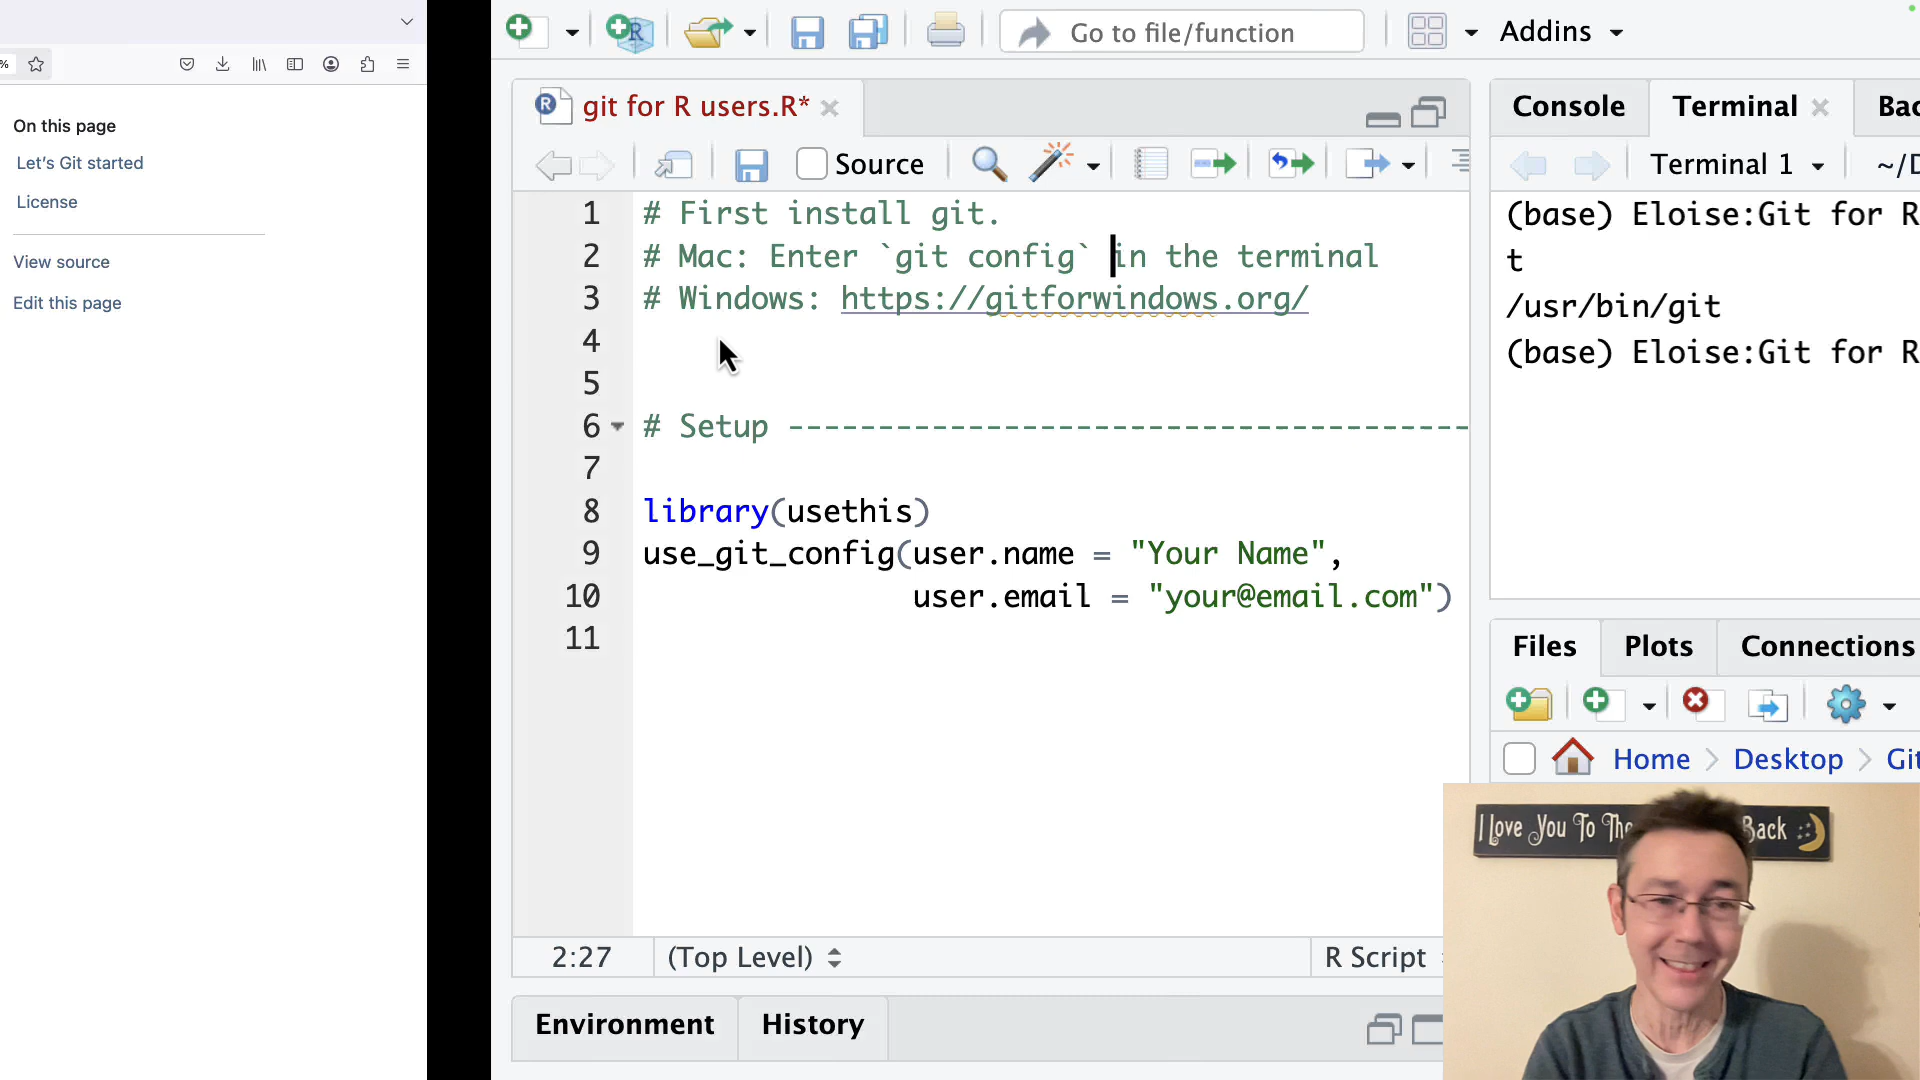 %
On this page
Let's Git started
License
View source
Edit this page
Go to file/function
Addins
git for R users.R*
Source
1 # First install git.
2 # Mac: Enter `git config` in the terminal
3 # Windows: https://gitforwindows.org/
4
5
6 # Setup -------------------------------------
7
8 library(usethis)
9 use_git_config(user.name = "Your Name",
10 user.email = "your@email.com")
11
2:27
(Top Level)
R Script
Environment
History
Console
Terminal
Terminal 1
~/
(base) Eloise:Git for R
t
/usr/bin/git
(base) Eloise:Git for R
Files
Plots
Connections
Home
Desktop
Git
I Love You To The
Back